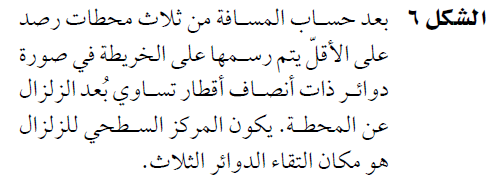 الشكل ٦ بعد حساب المسافة من ثلاث محطات رصد
على الأقلّ يتم رسمها على الخريطة في صورة
دوائر ذات أنصاف أقطار تساوي بُعد الزلزال
عن المحطة. يكون المركز السطحي للزلزال
هو مكان التقاء الدوائر الثلاث.